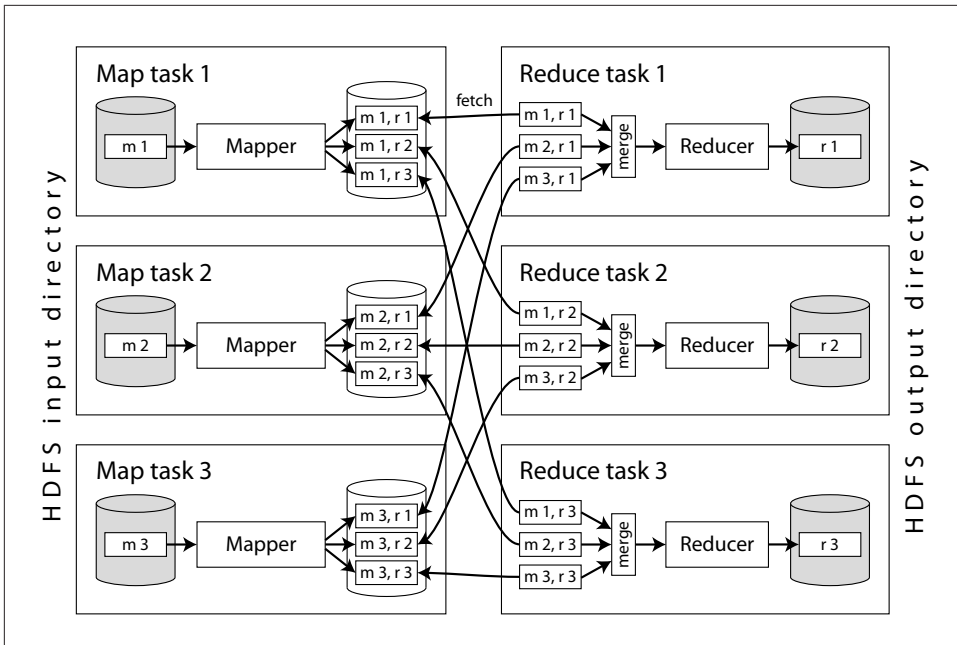 HDFS input directory
Map task 1
m 1
Mapper
m 1, r 1
m 1, r 2
m 1, r 3
Map task 2
m 2
Mapper
m 2, r 1
m 2, r 2
m 2, r 3
Map task 3
m 3
Mapper
m 3, r 1
m 3, r 2
m 3, r 3
fetch
Reduce task 1
m 1, r 1
m 2, r 1
m 3, r 1
merge
Reducer
r 1
Reduce task 2
m 1, r 2
m 2, r 2
m 3, r 2
merge
Reducer
r 2
Reduce task 3
m 1, r 3
m 2, r 3
m 3, r 3
merge
Reducer
r 3
HDFS output directory